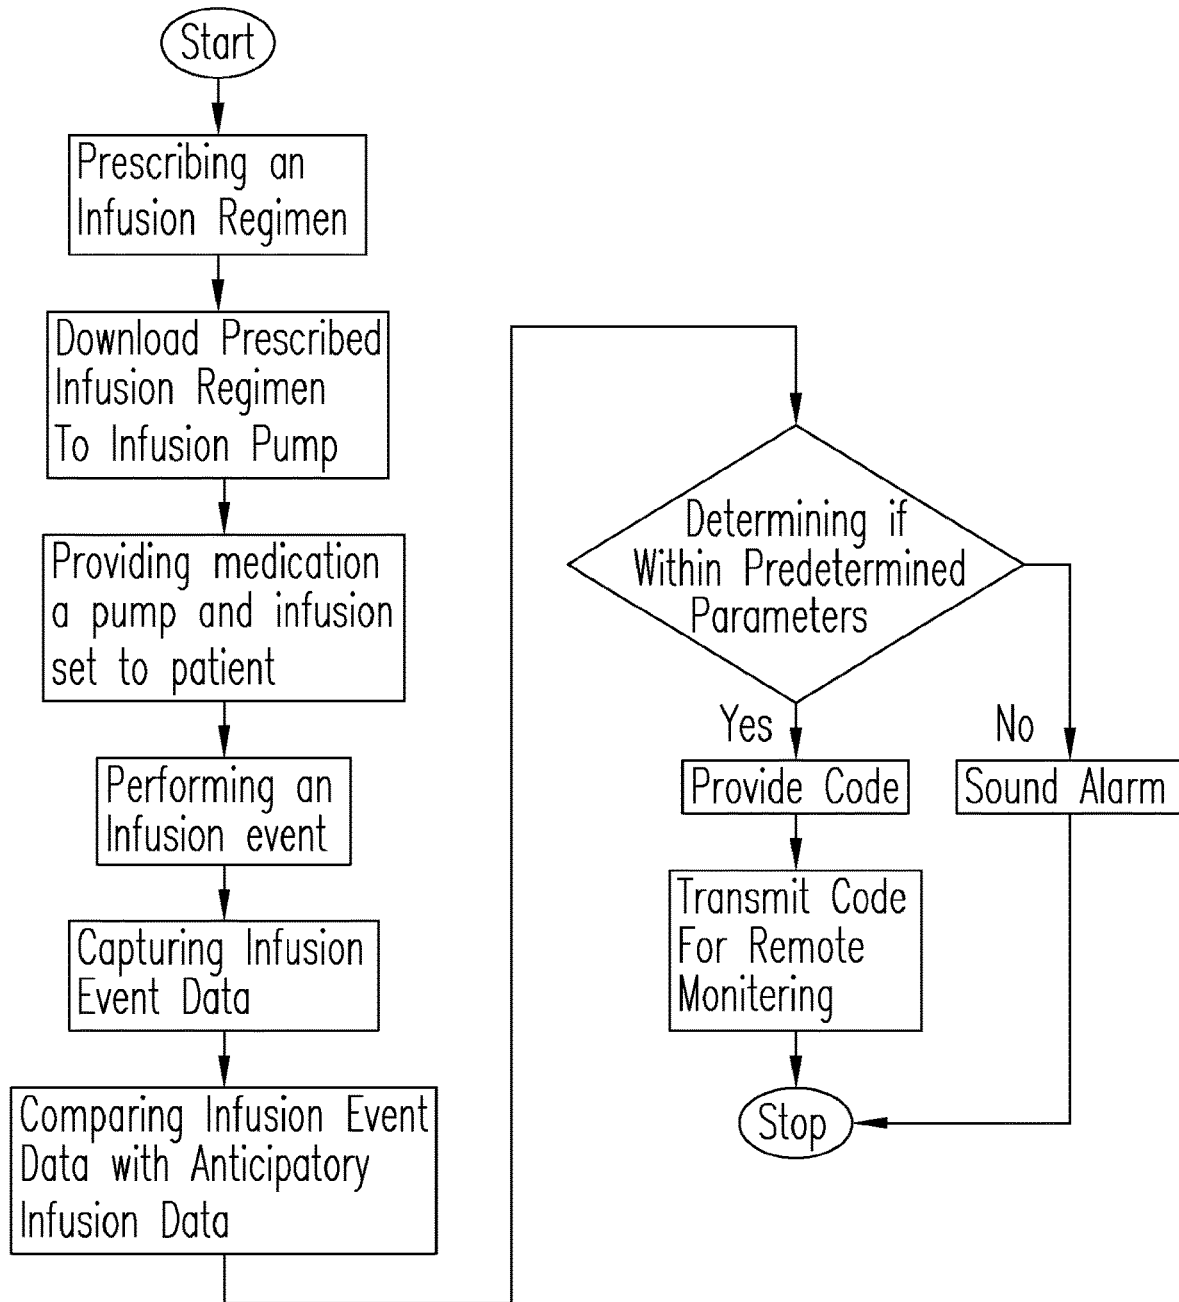 Start
Prescribing an
Infusion Regimen
Download Prescribed
Infusion Regimen
To Infusion Pump
Providing medication
a pump and infusion
set to patient
Performing an
Infusion event
Capturing Infusion
Event Data
Comparing Infusion Event
Data with Anticipatory
Infusion Data
Determining if
Within Predetermined
Parameters
Yes
No
Provide Code
Sound Alarm
Transmit Code
For Remote
Monitering
Stop